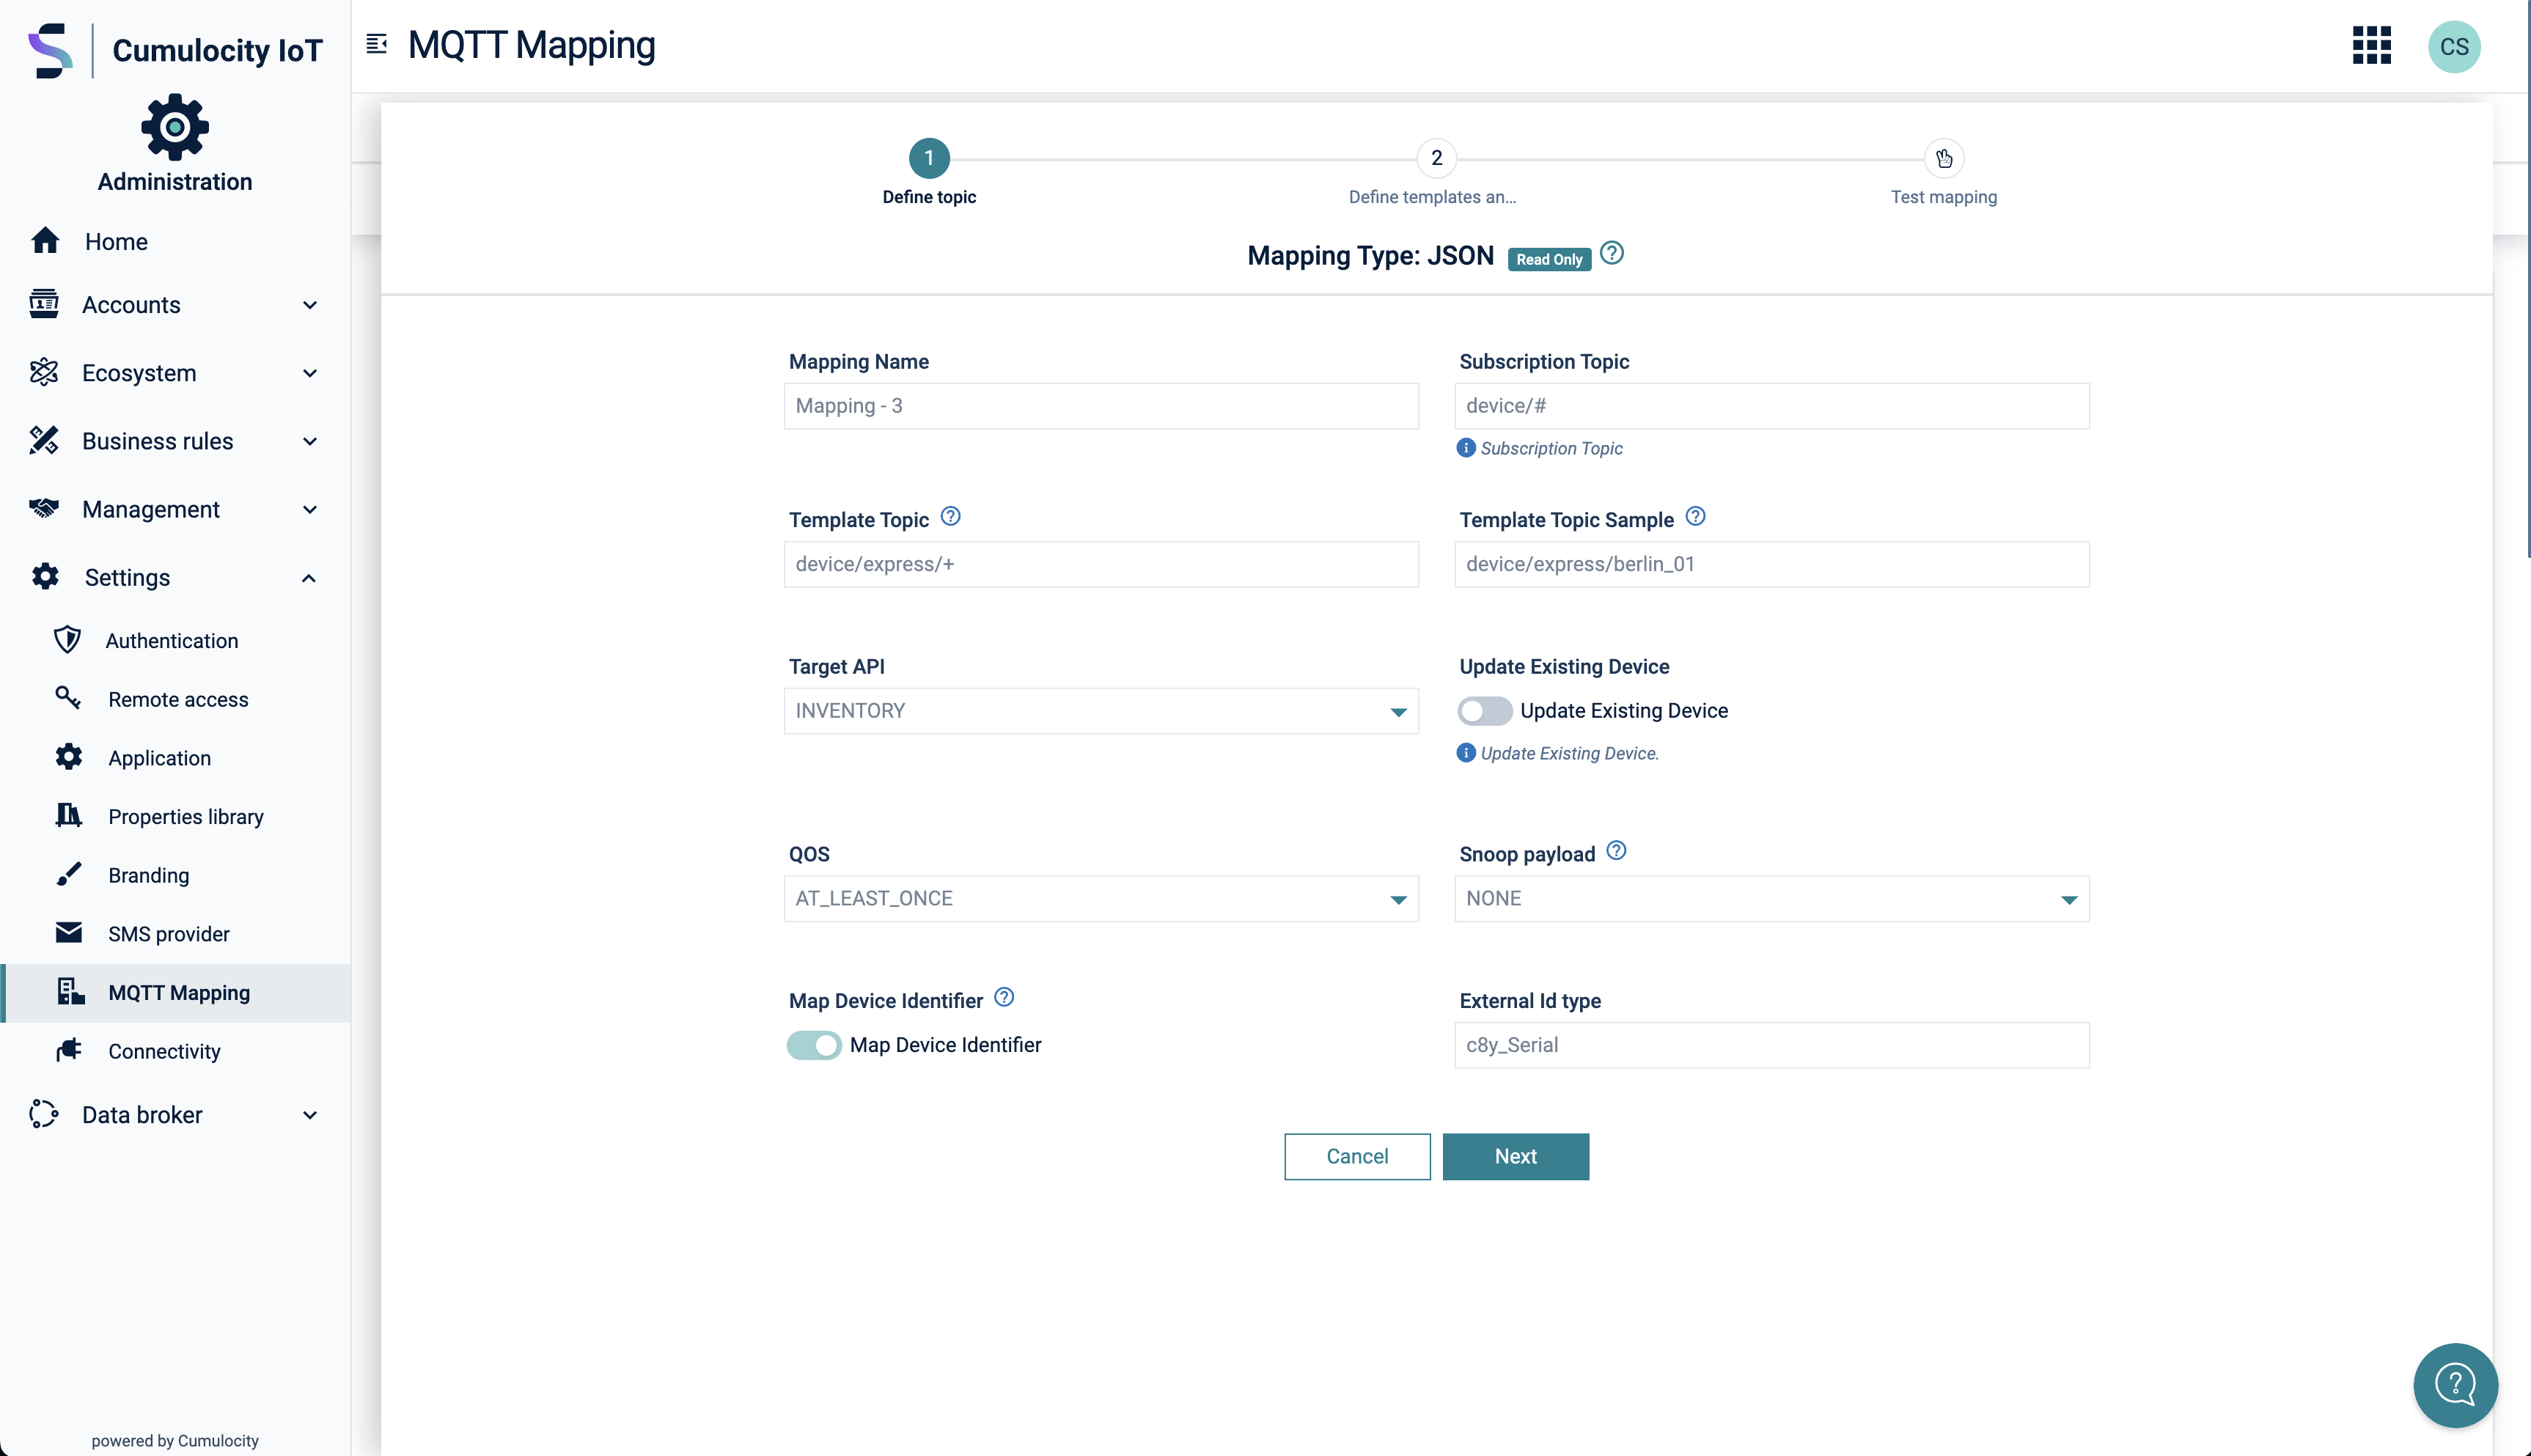 Cumulocity IoT
MQTT Mapping
CS
Administration
Home
Accounts
Ecosystem
Business rules
Management
Settings
Authentication
Remote access
Application
Properties library
Branding
SMS provider
MQTT Mapping
Connectivity
Data broker
powered by Cumulocity
1
2
Define topic
Define templates an...
Test mapping
Mapping Type: JSON Read Only
Mapping Name
Mapping - 3
Subscription Topic
device/#
Subscription Topic
Template Topic
device/express/+
Template Topic Sample
device/express/berlin_01
Target API
INVENTORY
Update Existing Device
Update Existing Device
Update Existing Device.
QOS
AT_LEAST_ONCE
Snoop payload
NONE
Map Device Identifier
Map Device Identifier
External Id type
c8y_Serial
Cancel
Next